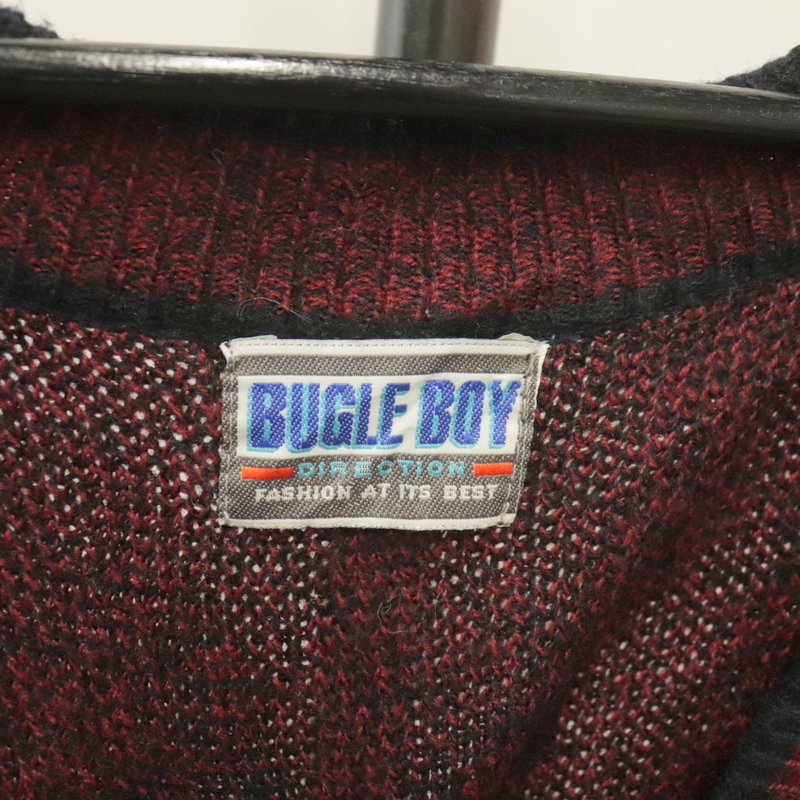 BUGLE BOY
DIRECTION
FASHION AT ITS BEST